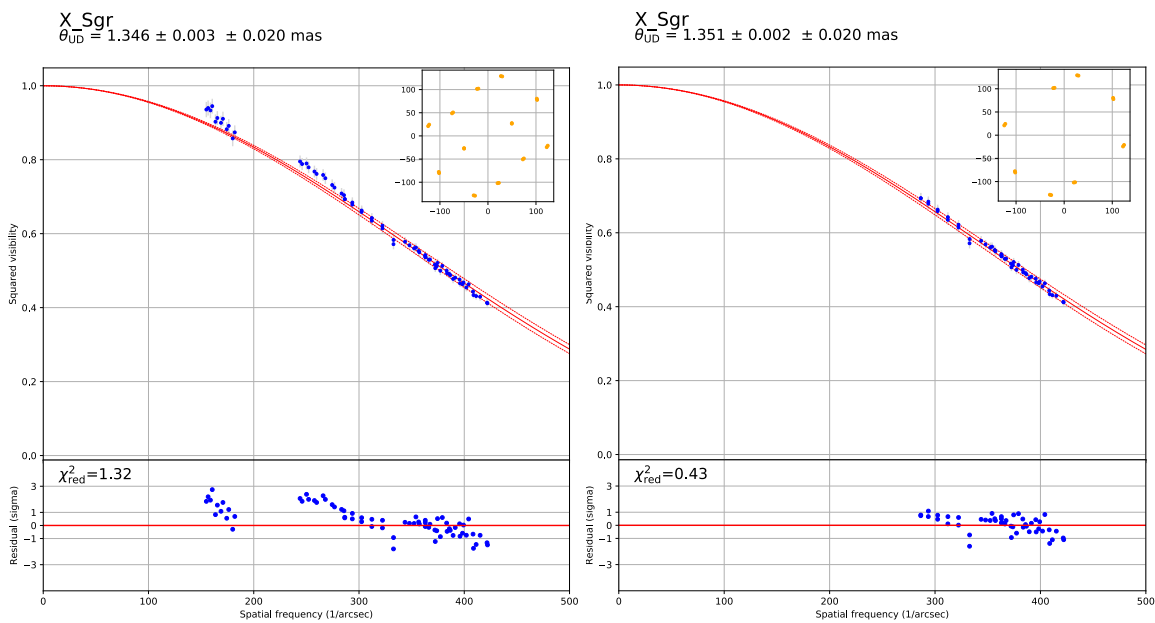 X_Sgr
θUD = 1.346 ± 0.003 ± 0.020 mas
1.0
0.8
0.6
0.4
0.2
0.0
Squared visibility
100
50
0
−50
−100
−100 0 100
χ²red=1.32
3
1
0
−1
−3
Residual (sigma)
0 100 200 300 400 500
Spatial frequency (1/arcsec)
X_Sgr
θUD = 1.351 ± 0.002 ± 0.020 mas
1.0
0.8
0.6
0.4
0.2
0.0
Squared visibility
100
50
0
−50
−100
−100 0 100
χ²red=0.43
3
1
0
−1
−3
Residual (sigma)
0 100 200 300 400 500
Spatial frequency (1/arcsec)